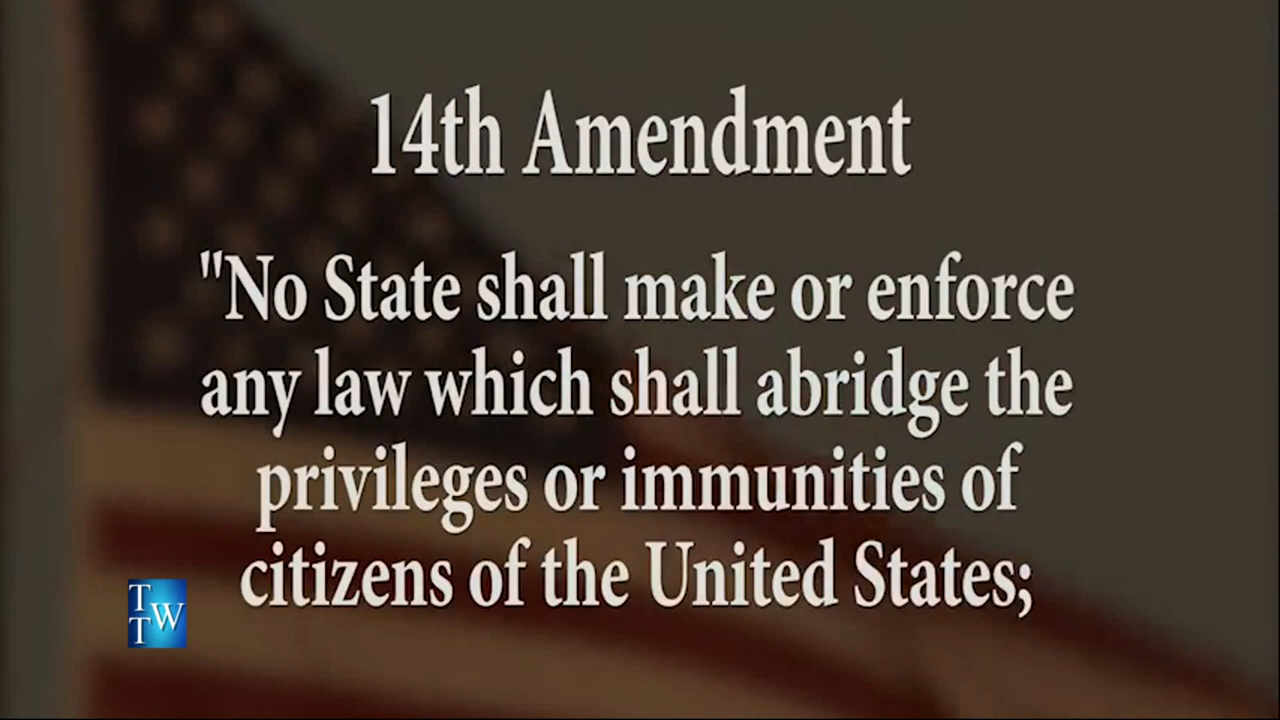 14th Amendment
"No State shall make or enforce
any law which shall abridge the
privileges or immunities of
citizens of the United States;
T
W
T